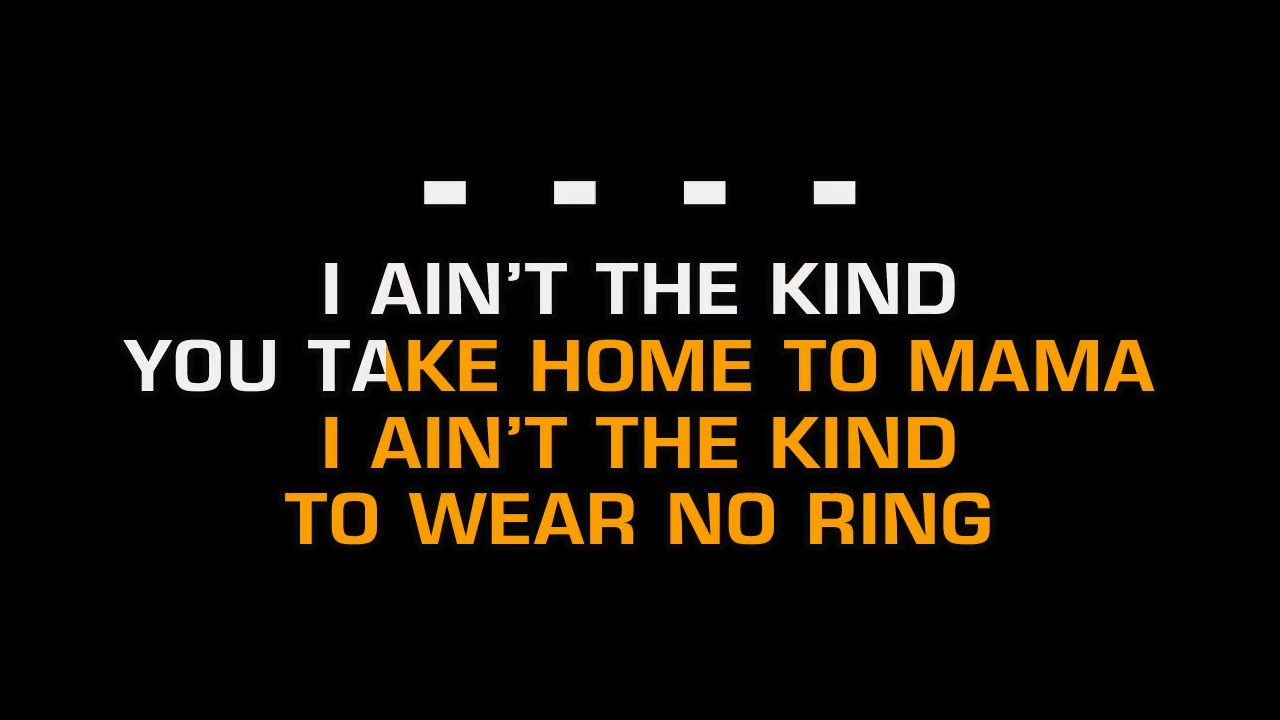 - - - -
I AIN’T THE KIND
YOU TAKE HOME TO MAMA
I AIN’T THE KIND
TO WEAR NO RING